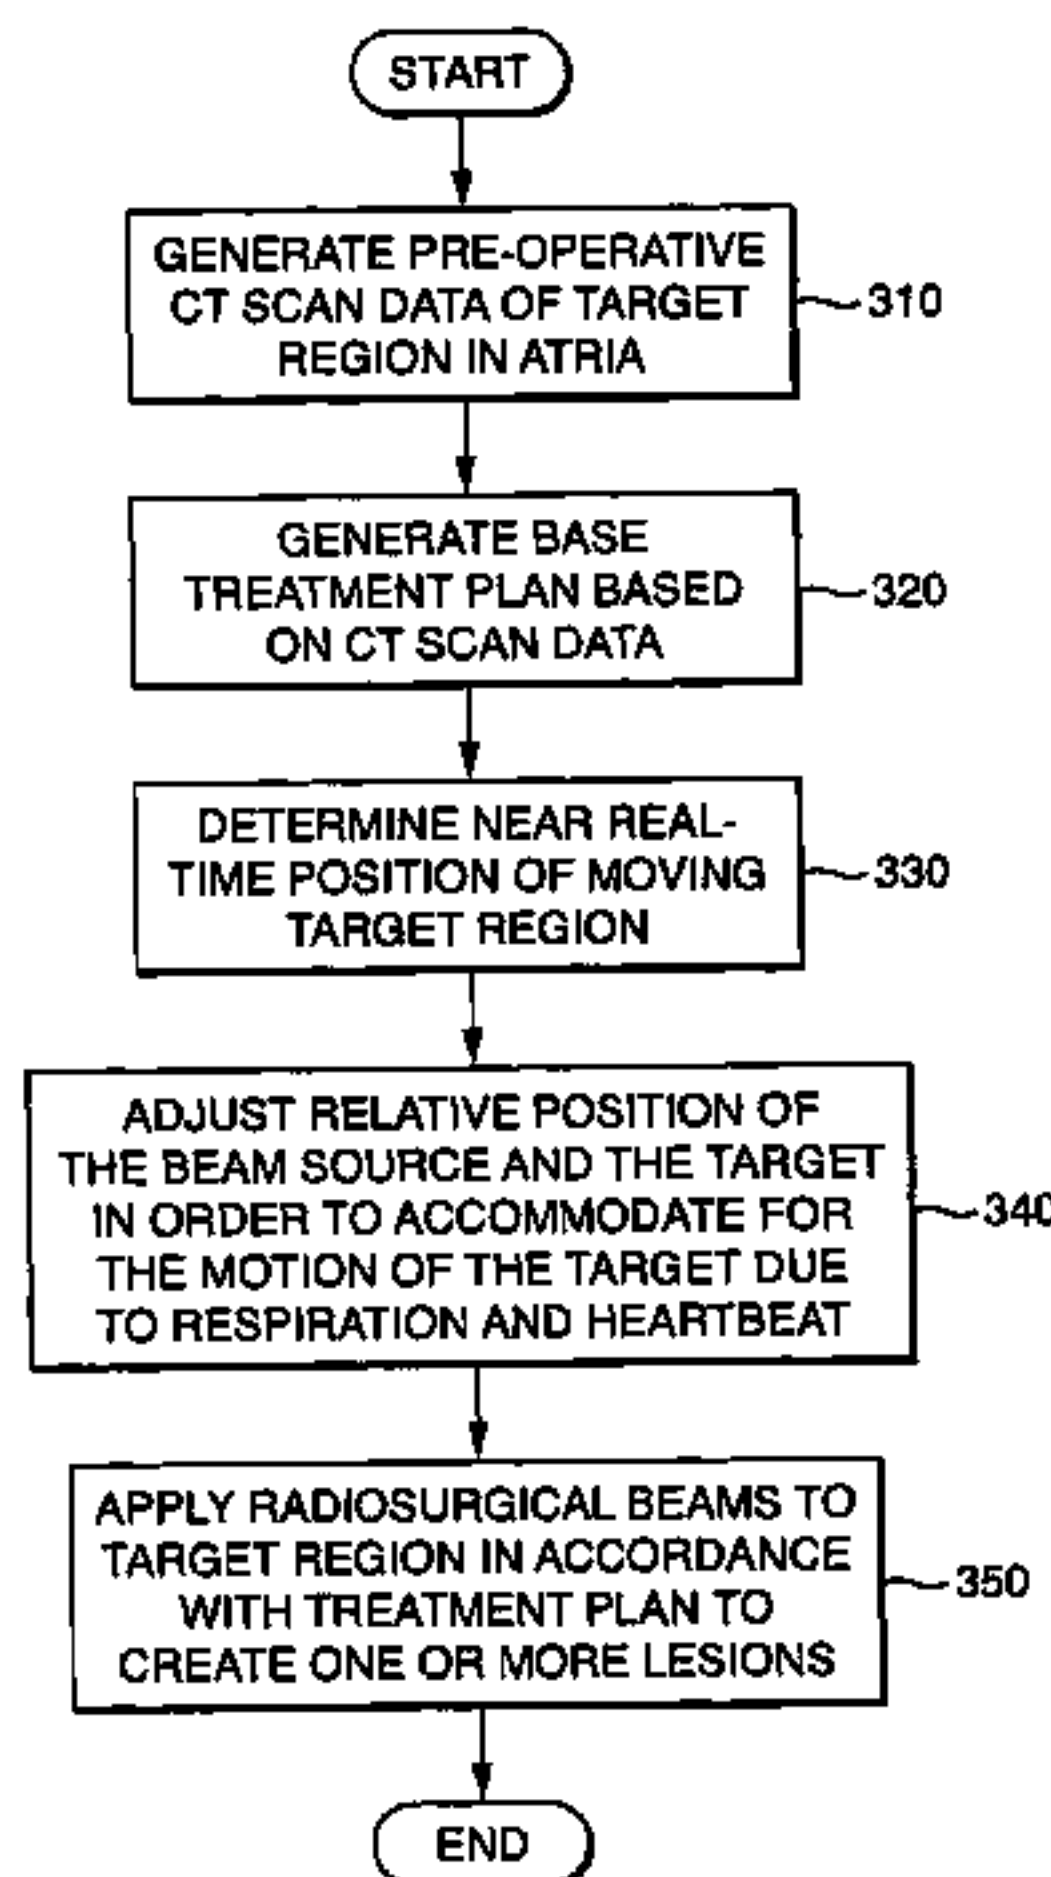 START
GENERATE PRE-OPERATIVE
CT SCAN DATA OF TARGET
REGION IN ATRIA
310
GENERATE BASE
TREATMENT PLAN BASED
ON CT SCAN DATA
320
DETERMINE NEAR REAL-
TIME POSITION OF MOVING
TARGET REGION
330
ADJUST RELATIVE POSITION OF
THE BEAM SOURCE AND THE TARGET
IN ORDER TO ACCOMMODATE FOR
THE MOTION OF THE TARGET DUE
TO RESPIRATION AND HEARTBEAT
340
APPLY RADIOSURGICAL BEAMS TO
TARGET REGION IN ACCORDANCE
WITH TREATMENT PLAN TO
CREATE ONE OR MORE LESIONS
350
END